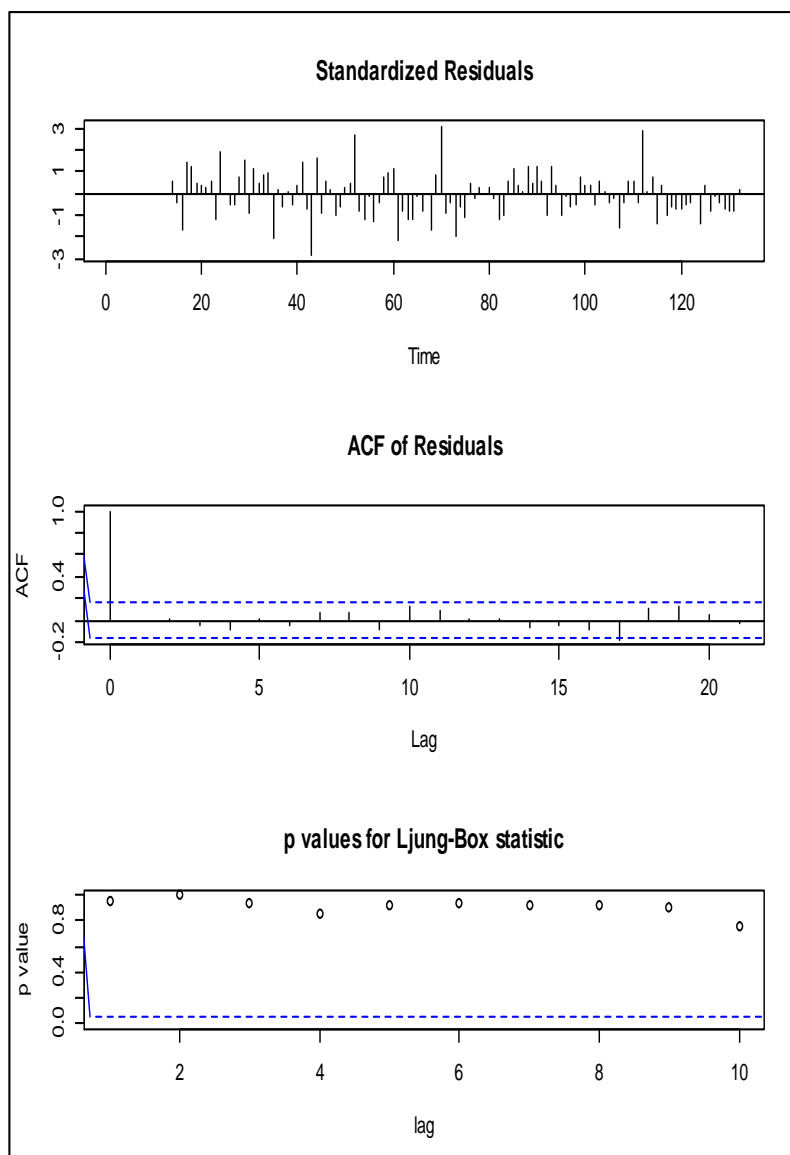 Standardized Residuals
3
1
-1
-3
0 20 40 60 80 100 120
Time
ACF of Residuals
ACF
1.0
0.4
-0.2
0 5 10 15 20
Lag
p values for Ljung-Box statistic
p value
0.8
0.4
0.0
2 4 6 8 10
lag